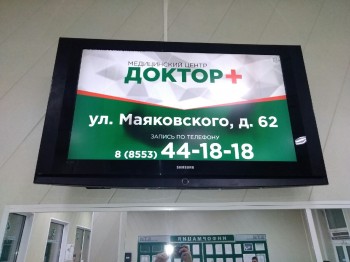 МЕДИЦИНСКИЙ ЦЕНТР
ДОКТОР+
ул. Маяковского, д. 62
ЗАПИСЬ ПО ТЕЛЕФОНУ
8 (8553) 44-18-18
SAMSUNG